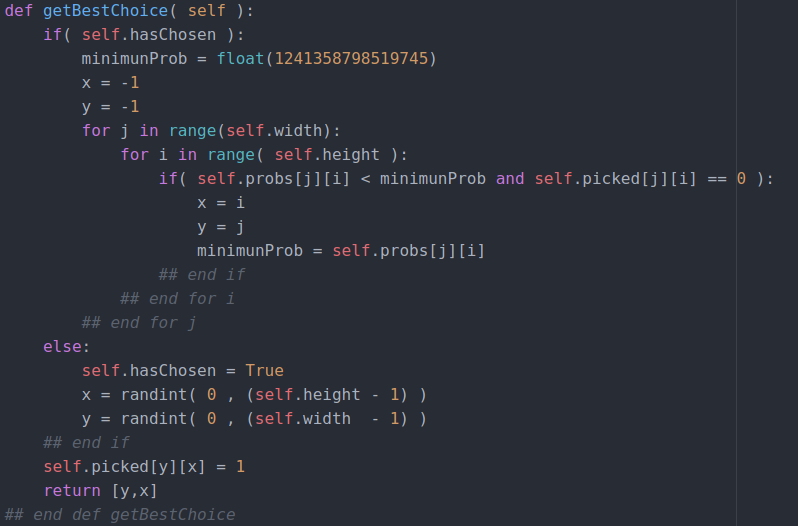 def getBestChoice( self ):
    if( self.hasChosen ):
        minimunProb = float(1241358798519745)
        x = -1
        y = -1
        for j in range(self.width):
            for i in range( self.height ):
                if( self.probs[j][i] < minimunProb and self.picked[j][i] == 0 ):
                    x = i
                    y = j
                    minimunProb = self.probs[j][i]
                ## end if
            ## end for i
        ## end for j
    else:
        self.hasChosen = True
        x = randint( 0 , (self.height - 1) )
        y = randint( 0 , (self.width  - 1) )
    ## end if
    self.picked[y][x] = 1
    return [y,x]
## end def getBestChoice